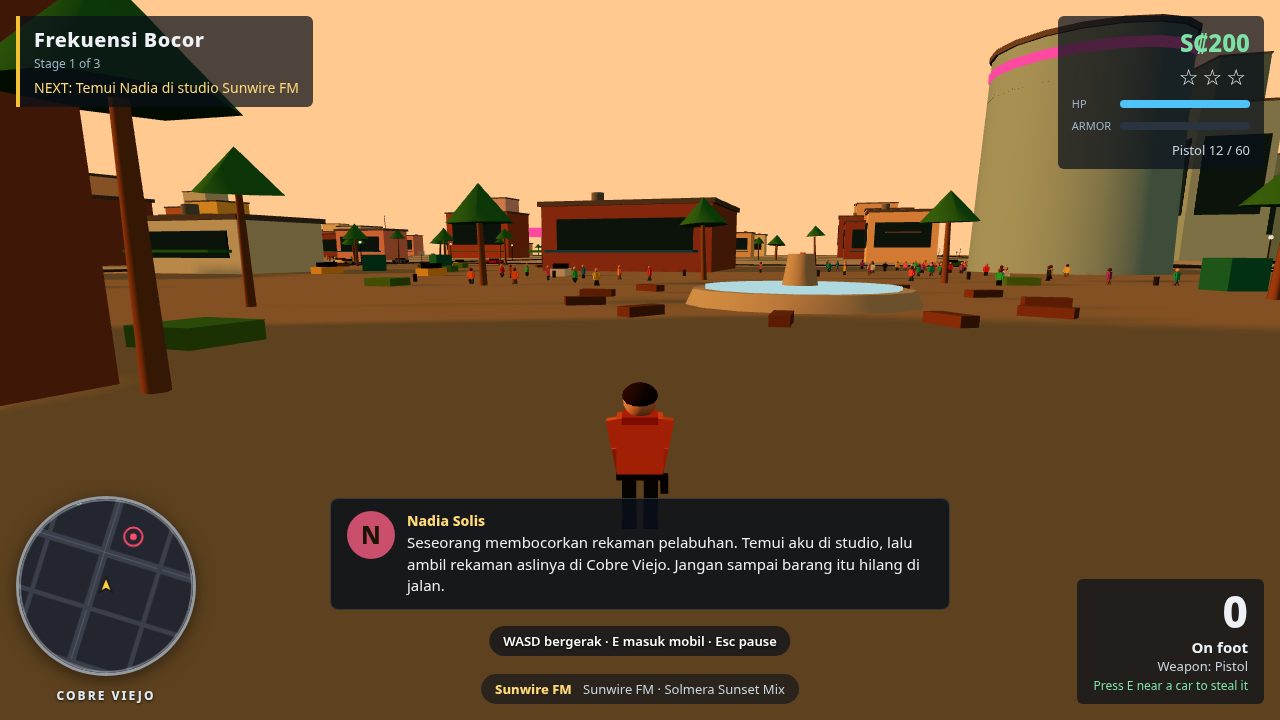 Frekuensi Bocor
Stage 1 of 3
NEXT: Temui Nadia di studio Sunwire FM
S₡200
☆☆☆
HP
ARMOR
Pistol 12 / 60
N
Nadia Solis
Seseorang membocorkan rekaman pelabuhan. Temui aku di studio, lalu
ambil rekaman aslinya di Cobre Viejo. Jangan sampai barang itu hilang di
jalan.
WASD bergerak · E masuk mobil · Esc pause
Sunwire FM Sunwire FM · Solmera Sunset Mix
COBRE VIEJO
0
On foot
Weapon: Pistol
Press E near a car to steal it